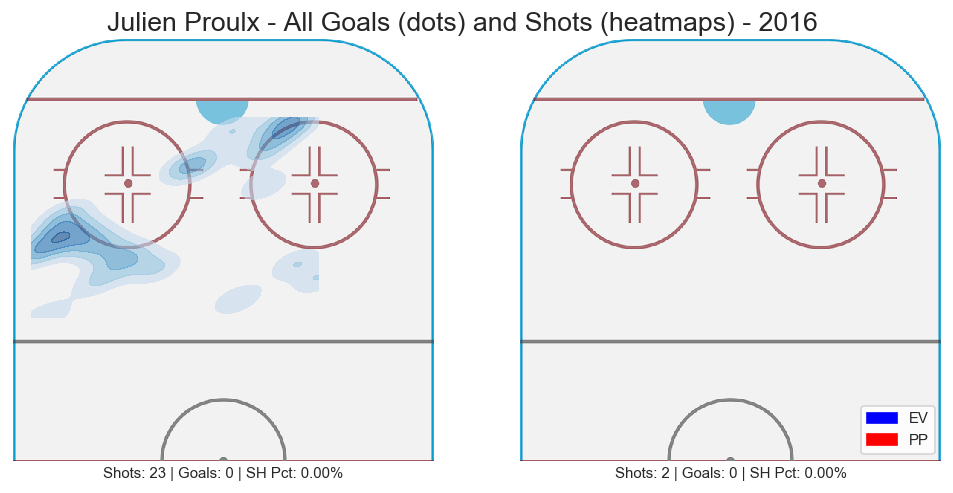 Julien Proulx - All Goals (dots) and Shots (heatmaps) - 2016
EV
PP
Shots: 23 | Goals: 0 | SH Pct: 0.00%
Shots: 2 | Goals: 0 | SH Pct: 0.00%